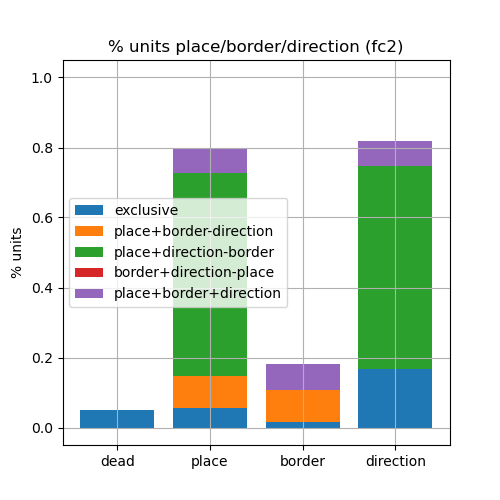 % units place/border/direction (fc2)
1.0
0.8
0.6
0.4
0.2
0.0
% units
exclusive
place+border-direction
place+direction-border
border+direction-place
place+border+direction
dead place border direction